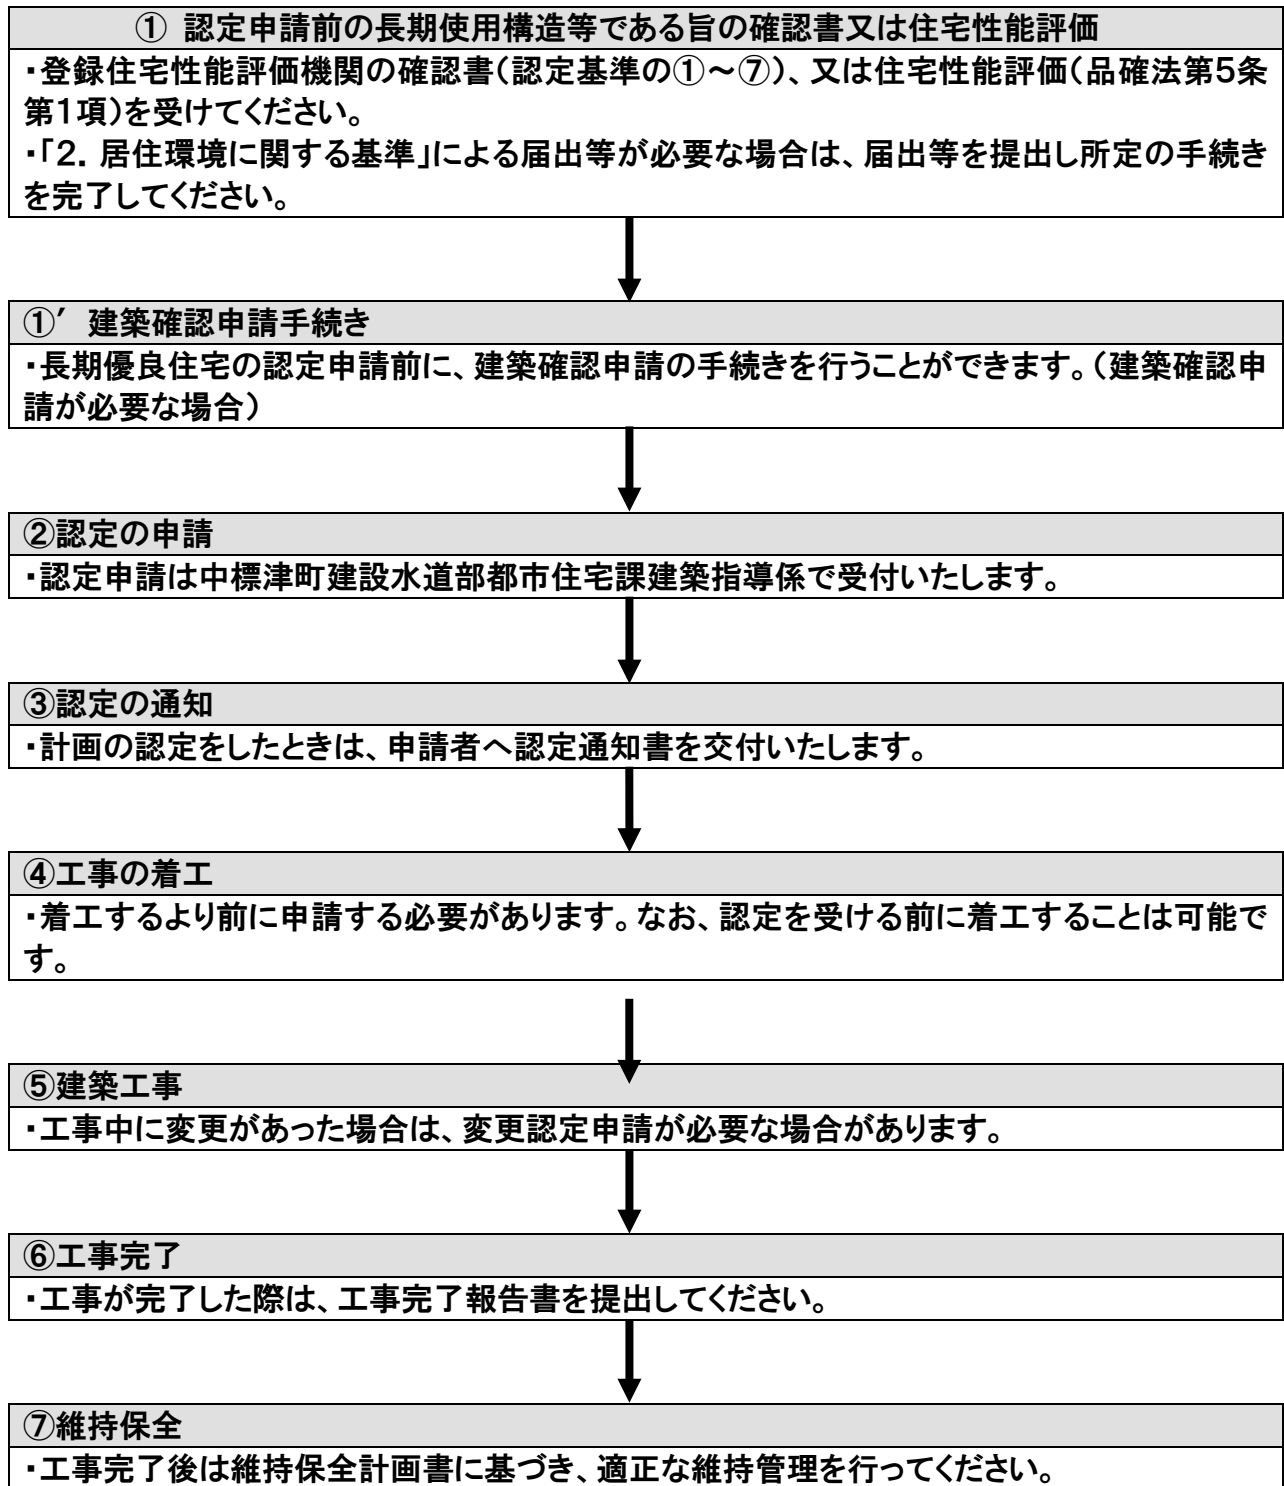 ① 認定申請前の長期使用構造等である旨の確認書又は住宅性能評価
・登録住宅性能評価機関の確認書（認定基準の①～⑦）、又は住宅性能評価（品確法第5条
第1項）を受けてください。
・「2．居住環境に関する基準」による届出等が必要な場合は、届出等を提出し所定の手続き
を完了してください。
①′ 建築確認申請手続き
・長期優良住宅の認定申請前に、建築確認申請の手続きを行うことができます。（建築確認申
請が必要な場合）
②認定の申請
・認定申請は中標津町建設水道部都市住宅課建築指導係で受付いたします。
③認定の通知
・計画の認定をしたときは、申請者へ認定通知書を交付いたします。
④工事の着工
・着工するより前に申請する必要があります。なお、認定を受ける前に着工することは可能で
す。
⑤建築工事
・工事中に変更があった場合は、変更認定申請が必要な場合があります。
⑥工事完了
・工事が完了した際は、工事完了報告書を提出してください。
⑦維持保全
・工事完了後は維持保全計画書に基づき、適正な維持管理を行ってください。